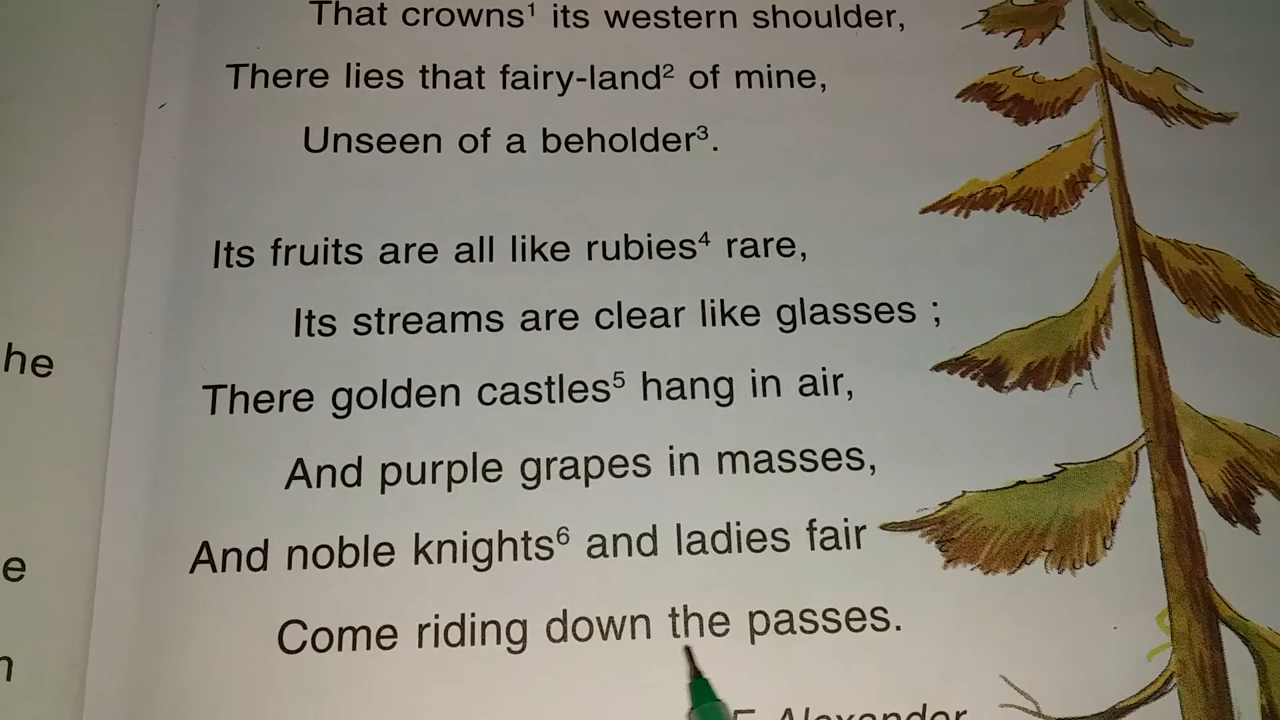 That crowns¹ its western shoulder,
There lies that fairy-land² of mine,
Unseen of a beholder³.
Its fruits are all like rubies⁴ rare,
Its streams are clear like glasses ;
There golden castles⁵ hang in air,
And purple grapes in masses,
And noble knights⁶ and ladies fair
Come riding down the passes.
Alexander
he
e